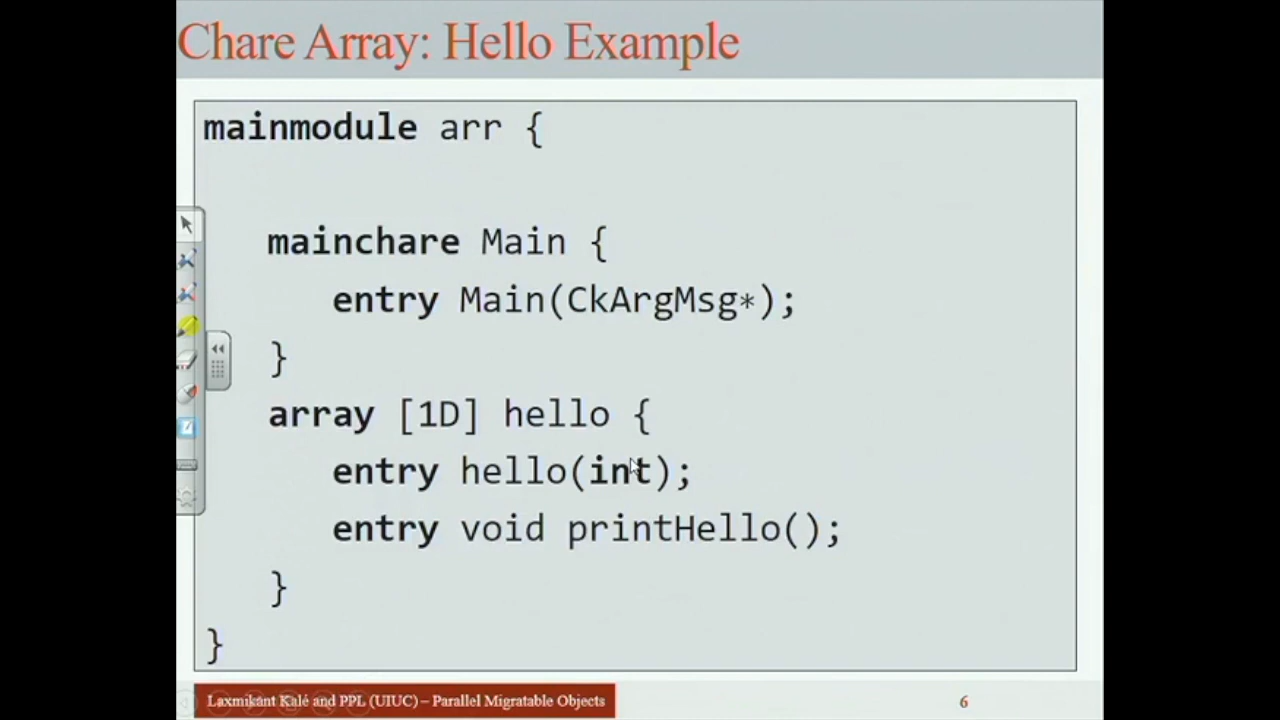 Chare Array: Hello Example
mainmodule arr {
mainchare Main {
entry Main(CkArgMsg*);
}
array [1D] hello {
entry hello(int);
entry void printHello();
}
}
Laxmikant Kalé and PPL (UIUC) – Parallel Migratable Objects
6